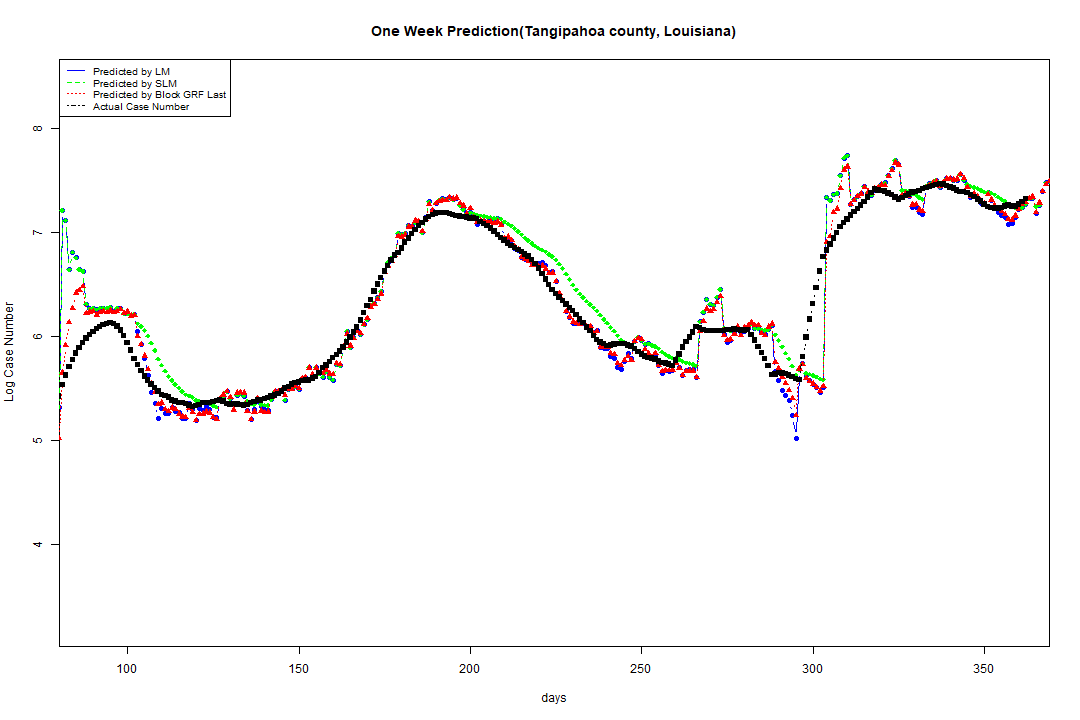 One Week Prediction(Tangipahoa county, Louisiana)
Predicted by LM
Predicted by SLM
Predicted by Block GRF Last
Actual Case Number
Log Case Number
8
7
6
5
4
100 150 200 250 300 350
days